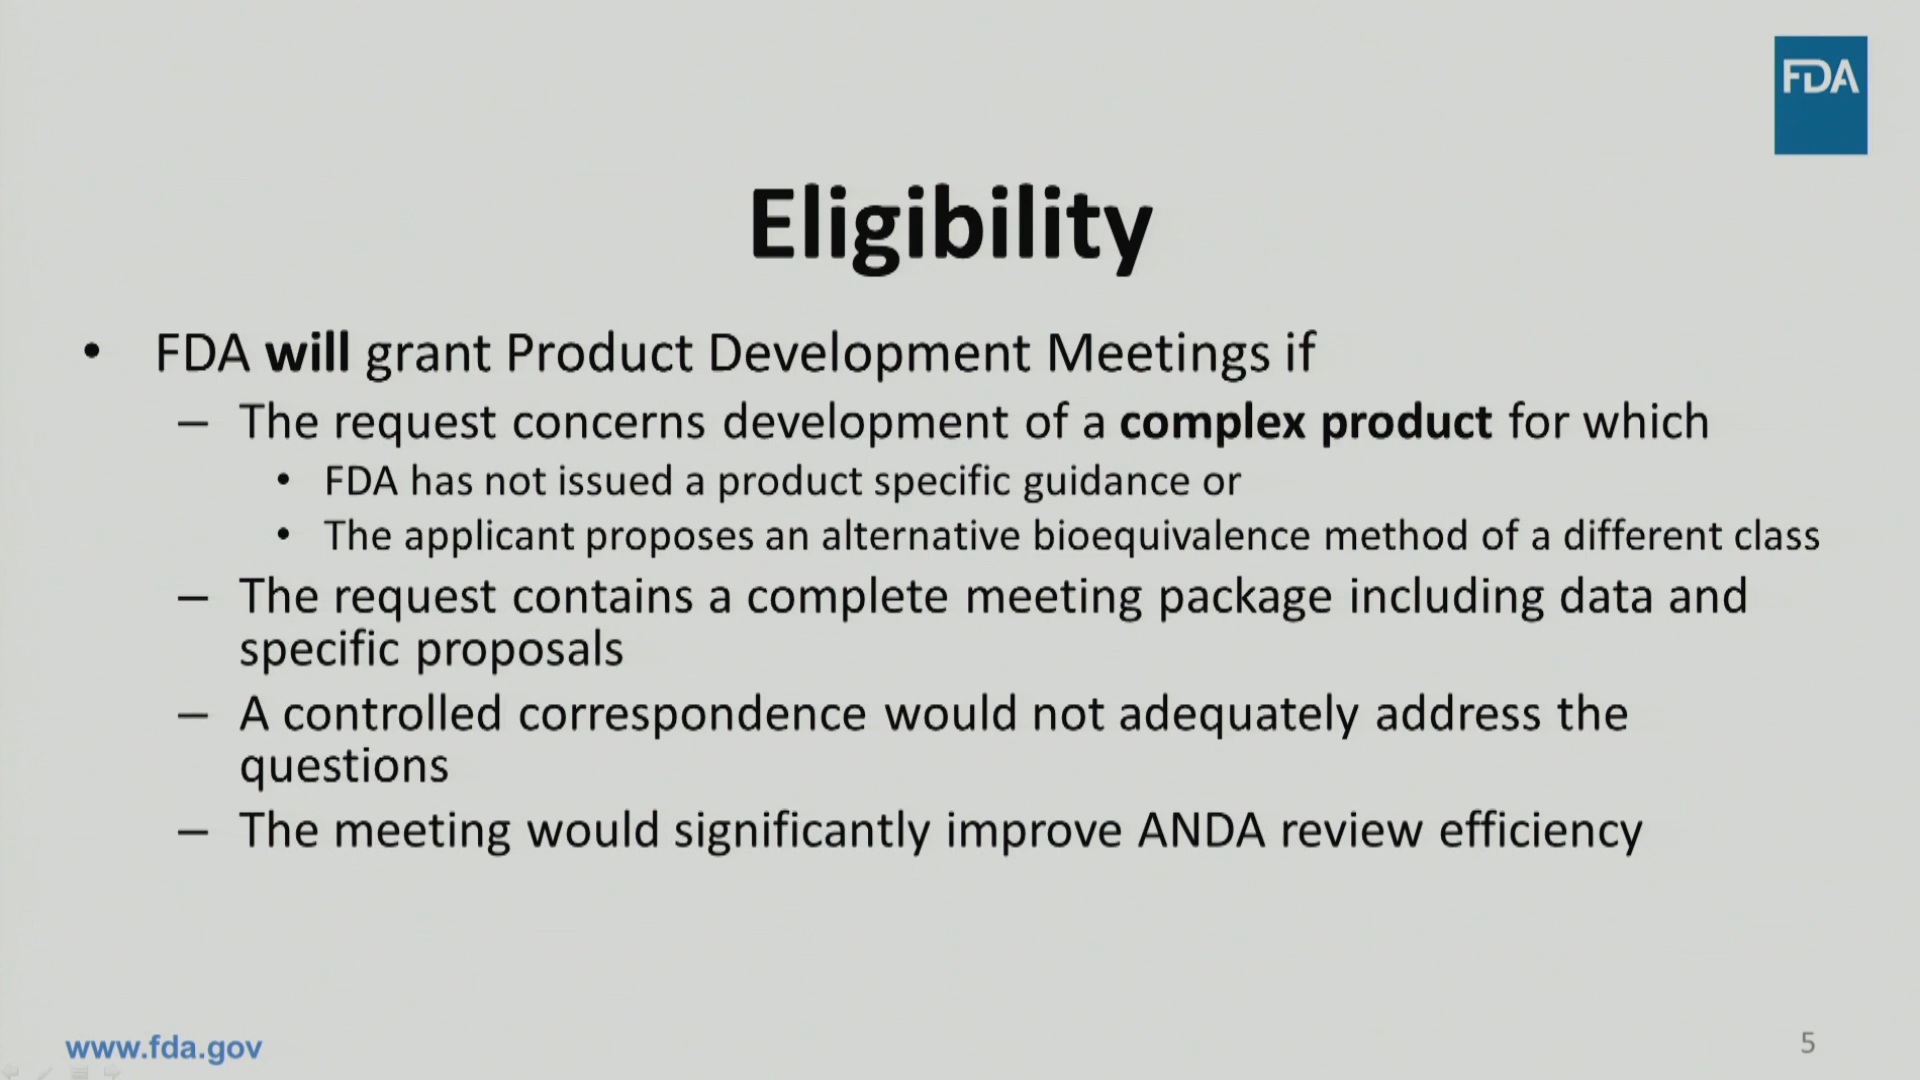 FDA
Eligibility
• FDA will grant Product Development Meetings if
– The request concerns development of a complex product for which
• FDA has not issued a product specific guidance or
• The applicant proposes an alternative bioequivalence method of a different class
– The request contains a complete meeting package including data and
specific proposals
– A controlled correspondence would not adequately address the
questions
– The meeting would significantly improve ANDA review efficiency
www.fda.gov
5